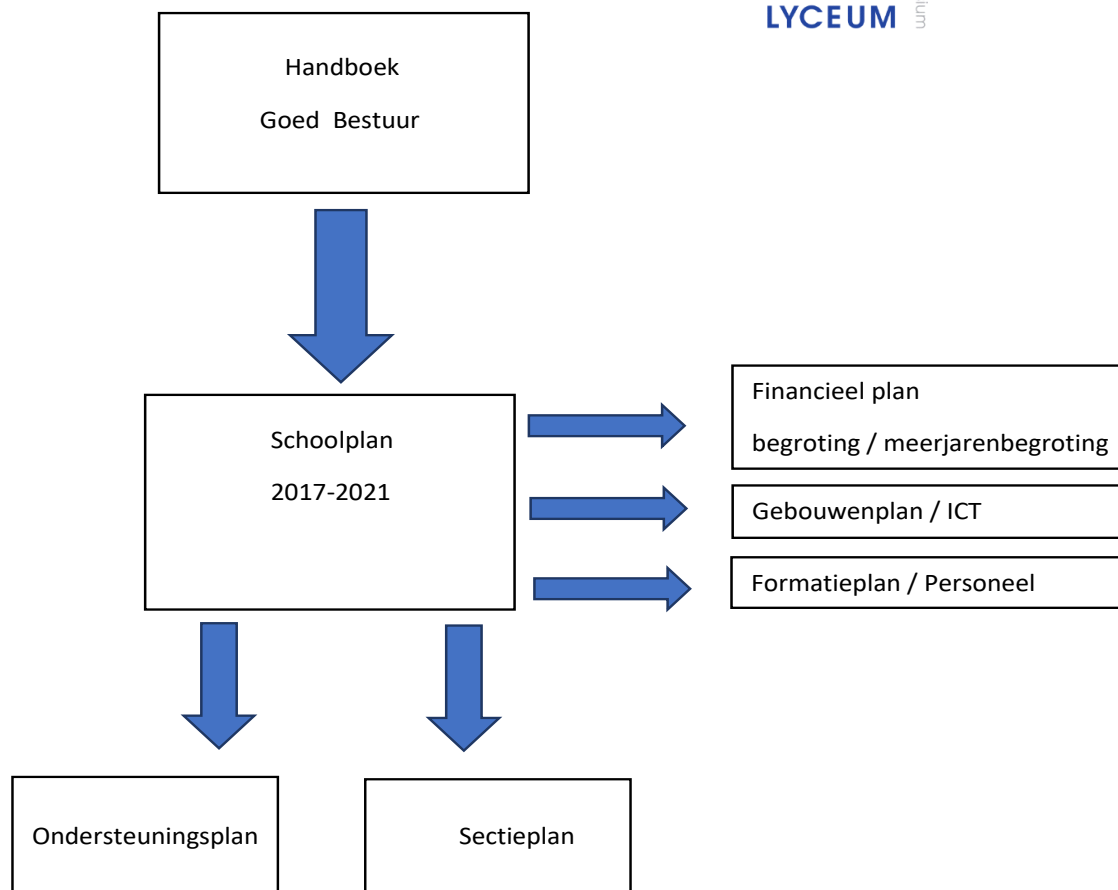 LYCEUM
Handboek
Goed Bestuur
Schoolplan
2017-2021
Financieel plan
begroting / meerjarenbegroting
Gebouwenplan / ICT
Formatieplan / Personeel
Ondersteuningsplan
Sectieplan